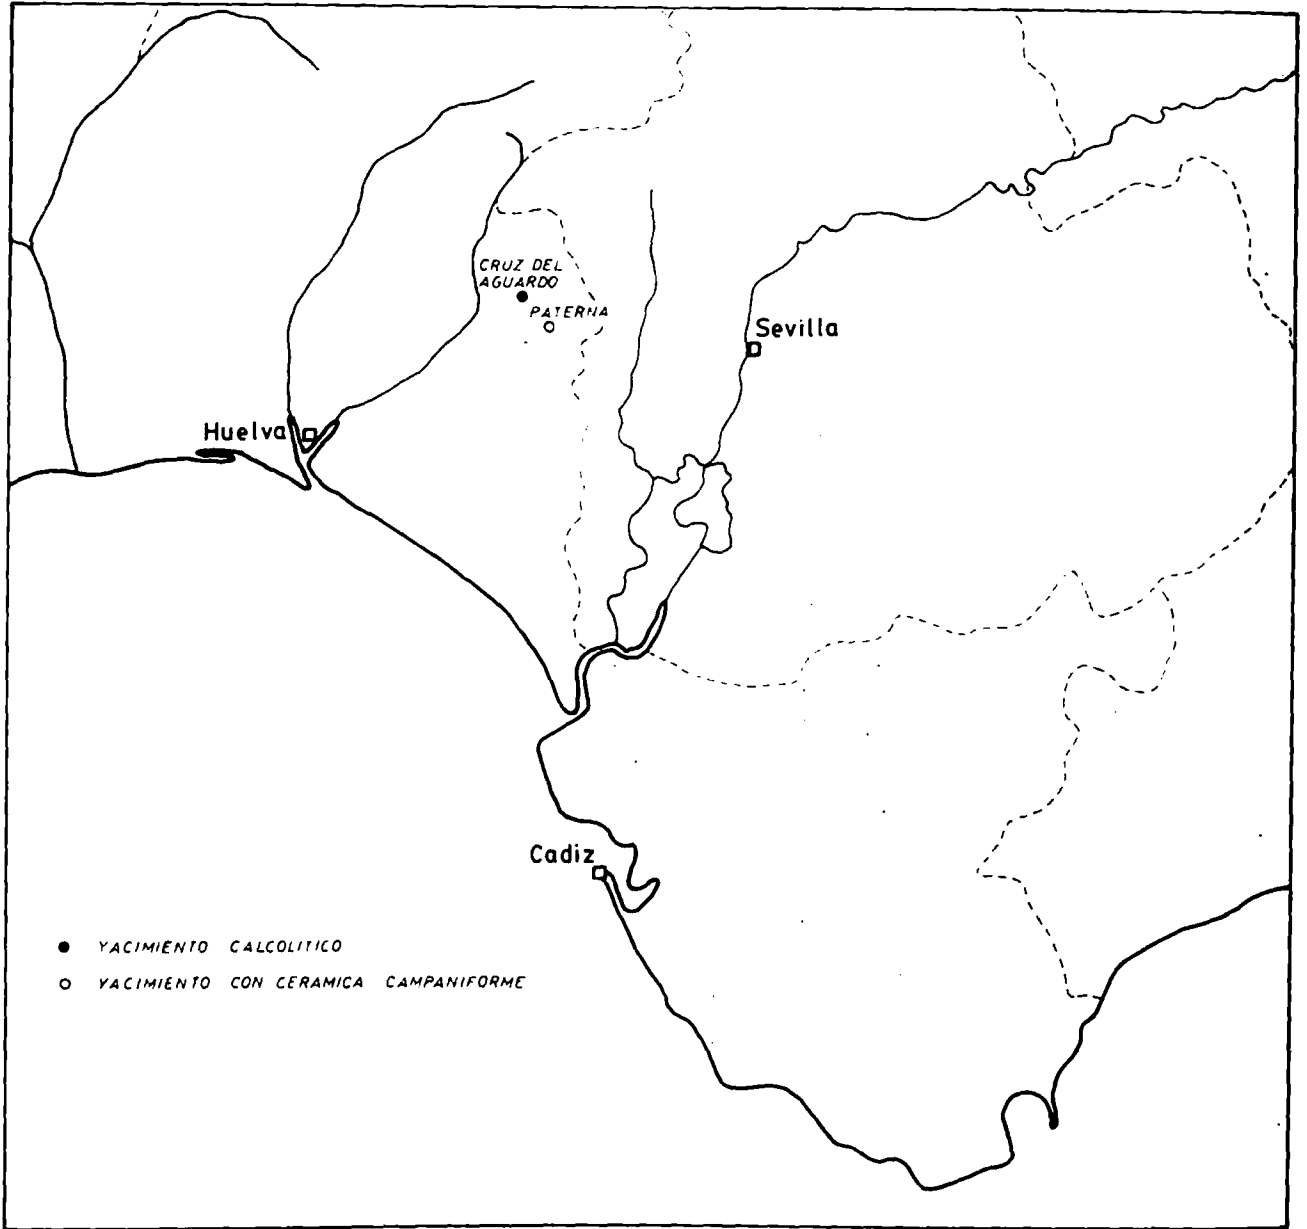 CRUZ DEL
AGUARDO
PATERNA
Sevilla
Huelva
Cadiz
YACIMIENTO CALCOLITICO
YACIMIENTO CON CERAMICA CAMPANIFORME